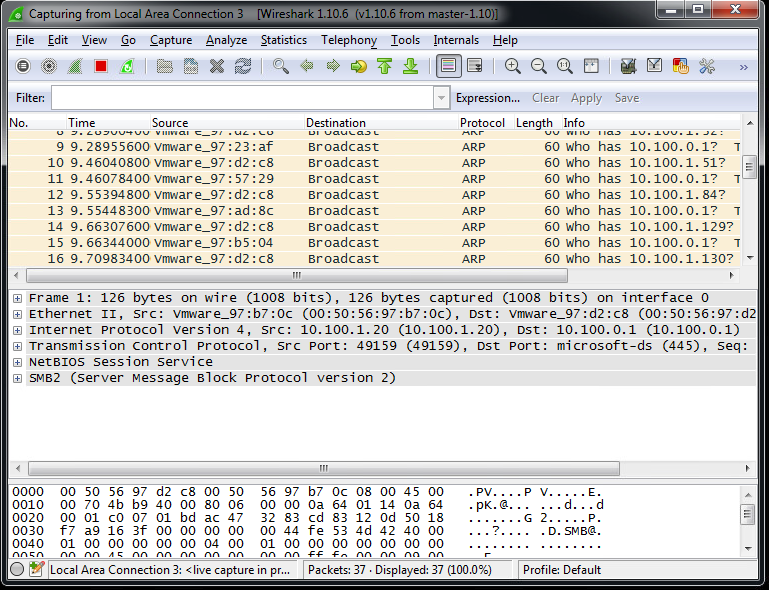 Capturing from Local Area Connection 3 [Wireshark 1.10.6 (v1.10.6 from master-1.10)]
File Edit View Go Capture Analyze Statistics Telephony Tools Internals Help
Filter: Expression... Clear Apply Save
No. Time Source Destination Protocol Length Info
8 9.28900400 Vmware_97:d2:c8 Broadcast ARP 60 Who has 10.100.1.52?
9 9.28955600 Vmware_97:23:af Broadcast ARP 60 Who has 10.100.0.1? T
10 9.46040800 Vmware_97:d2:c8 Broadcast ARP 60 Who has 10.100.1.51?
11 9.46078400 Vmware_97:57:29 Broadcast ARP 60 Who has 10.100.0.1? T
12 9.55394800 Vmware_97:d2:c8 Broadcast ARP 60 Who has 10.100.1.84?
13 9.55448300 Vmware_97:ad:8c Broadcast ARP 60 Who has 10.100.0.1? T
14 9.66307600 Vmware_97:d2:c8 Broadcast ARP 60 Who has 10.100.1.129?
15 9.66344000 Vmware_97:b5:04 Broadcast ARP 60 Who has 10.100.0.1? T
16 9.70983400 Vmware_97:d2:c8 Broadcast ARP 60 Who has 10.100.1.130?
Frame 1: 126 bytes on wire (1008 bits), 126 bytes captured (1008 bits) on interface 0
Ethernet II, Src: Vmware_97:b7:0c (00:50:56:97:b7:0c), Dst: Vmware_97:d2:c8 (00:50:56:97:d2
Internet Protocol Version 4, Src: 10.100.1.20 (10.100.1.20), Dst: 10.100.0.1 (10.100.0.1)
Transmission Control Protocol, Src Port: 49159 (49159), Dst Port: microsoft-ds (445), Seq:
NetBIOS Session Service
SMB2 (Server Message Block Protocol version 2)
0000 00 50 56 97 d2 c8 00 50 56 97 b7 0c 08 00 45 00 .PV....P V.....E.
0010 00 70 4b b9 40 00 80 06 00 00 0a 64 01 14 0a 64 .pK.@... ...d...d
0020 00 01 c0 07 01 bd ac 47 32 83 cd 83 12 0d 50 18 .......G 2.....P.
0030 f7 a9 16 3f 00 00 00 00 00 44 fe 53 4d 42 40 00 ...?.... .D.SMB@.
0040 01 00 00 00 00 00 04 00 01 00 00 00 00 00 00 00 ........ ........
0050 00 00 45 00 00 00 00 00 00 00 ff fe 00 00 09 00 ..E..... ........
Local Area Connection 3: <live capture in pr... Packets: 37 · Displayed: 37 (100.0%) Profile: Default